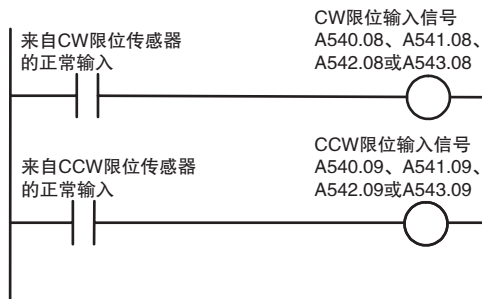 来自CW限位传感器
的正常输入
CW限位输入信号
A540.08、A541.08、
A542.08或A543.08
来自CCW限位传感器
的正常输入
CCW限位输入信号
A540.09、A541.09、
A542.09或A543.09